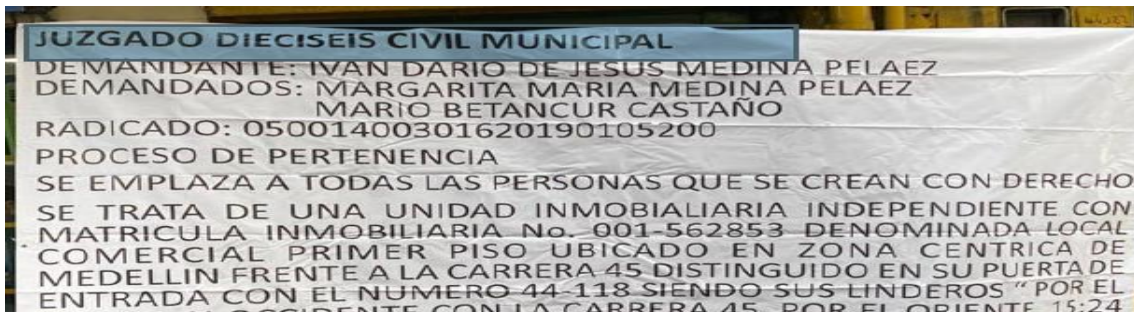 JUZGADO DIECISEIS CIVIL MUNICIPAL
DEMANDANTE: IVAN DARIO DE JESUS MEDINA PELAEZ
DEMANDADOS: MARGARITA MARIA MEDINA PELAEZ
MARIO BETANCUR CASTAÑO
RADICADO: 05001400301620190105200
PROCESO DE PERTENENCIA
SE EMPLAZA A TODAS LAS PERSONAS QUE SE CREAN CON DERECHO
SE TRATA DE UNA UNIDAD INMOBIALIARIA INDEPENDIENTE CON
MATRICULA INMOBILIARIA No. 001-562853 DENOMINADA LOCAL
COMERCIAL PRIMER PISO UBICADO EN ZONA CENTRICA DE
MEDELLIN FRENTE A LA CARRERA 45 DISTINGUIDO EN SU PUERTA DE
ENTRADA CON EL NUMERO 44-118 SIENDO SUS LINDEROS "POR EL
OCCIDENTE CON LA CARRERA 45, POR EL ORIENTE 15:24